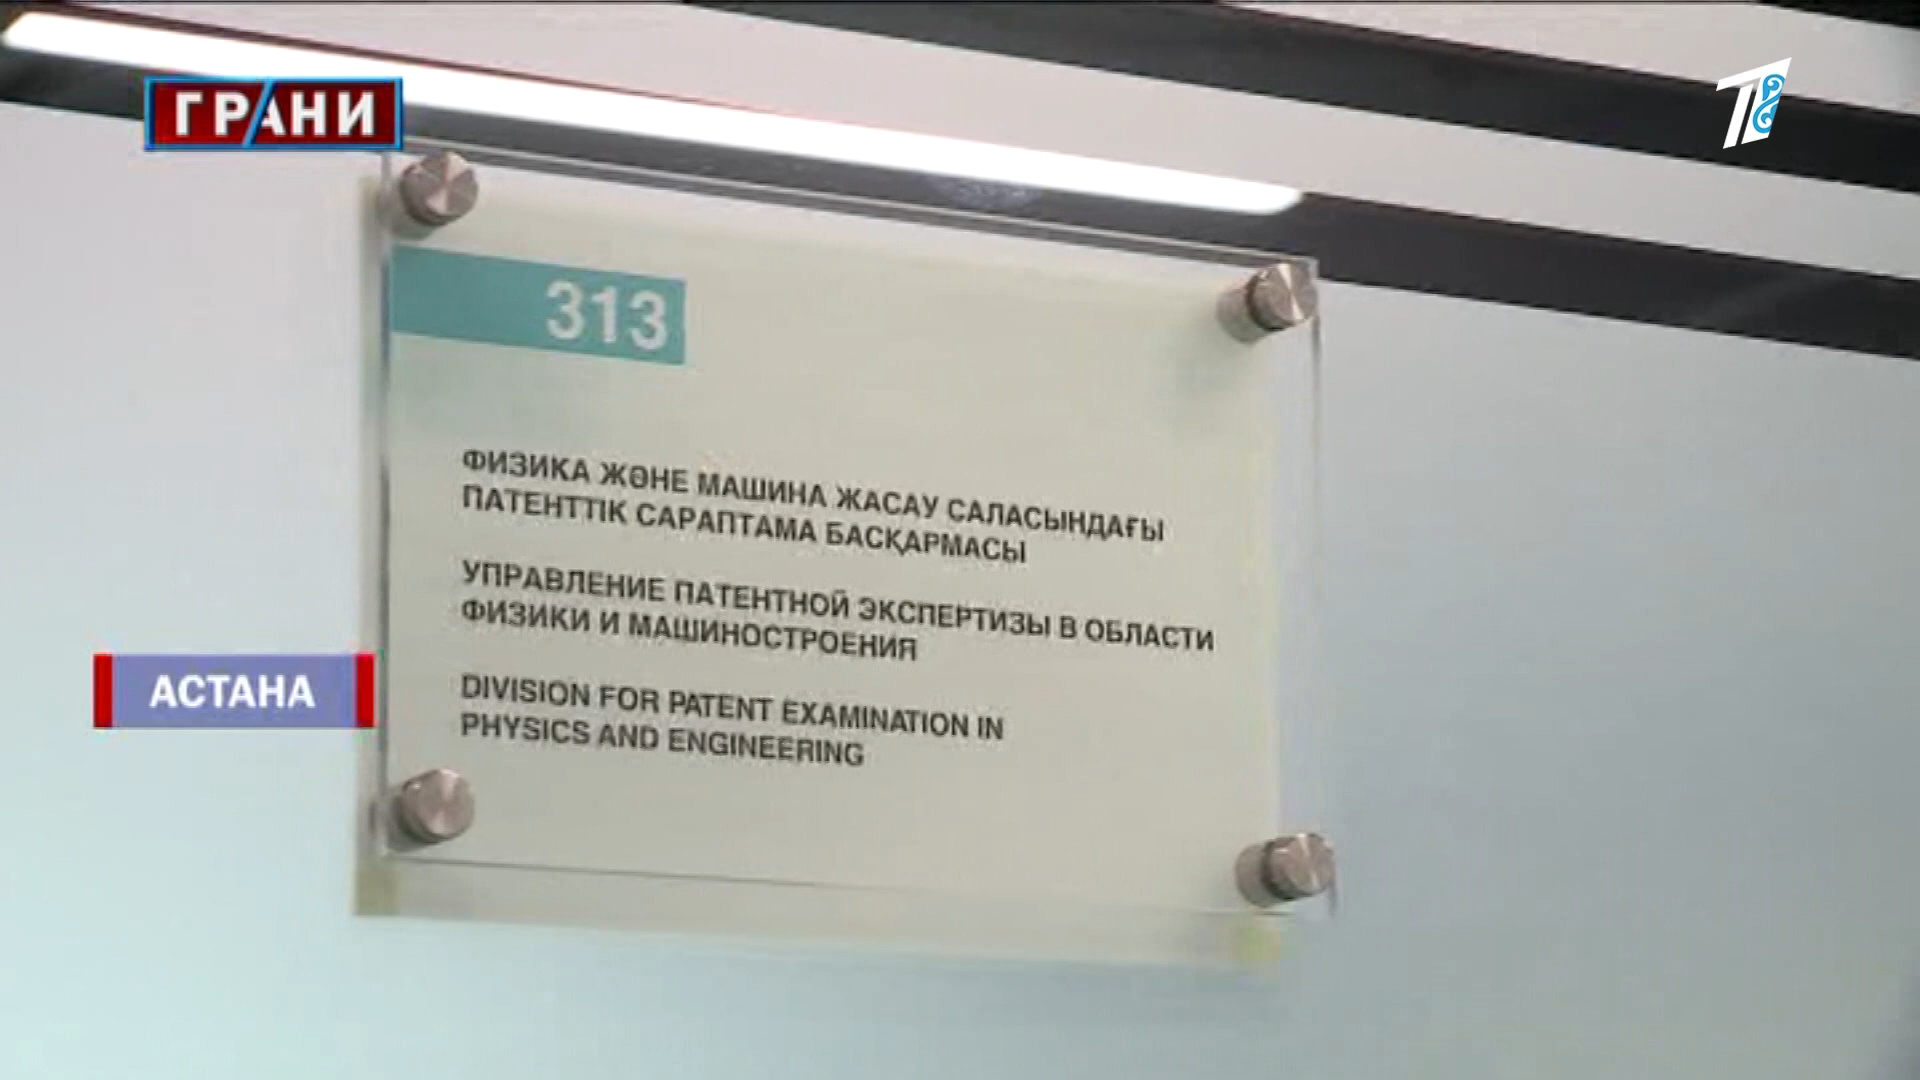 ГРАНИ
313
ФИЗИКА ЖӘНЕ МАШИНА ЖАСАУ САЛАСЫНДАҒЫ
ПАТЕНТТІК САРАПТАМА БАСҚАРМАСЫ
УПРАВЛЕНИЕ ПАТЕНТНОЙ ЭКСПЕРТИЗЫ В ОБЛАСТИ
ФИЗИКИ И МАШИНОСТРОЕНИЯ
DIVISION FOR PATENT EXAMINATION IN
PHYSICS AND ENGINEERING
АСТАНА